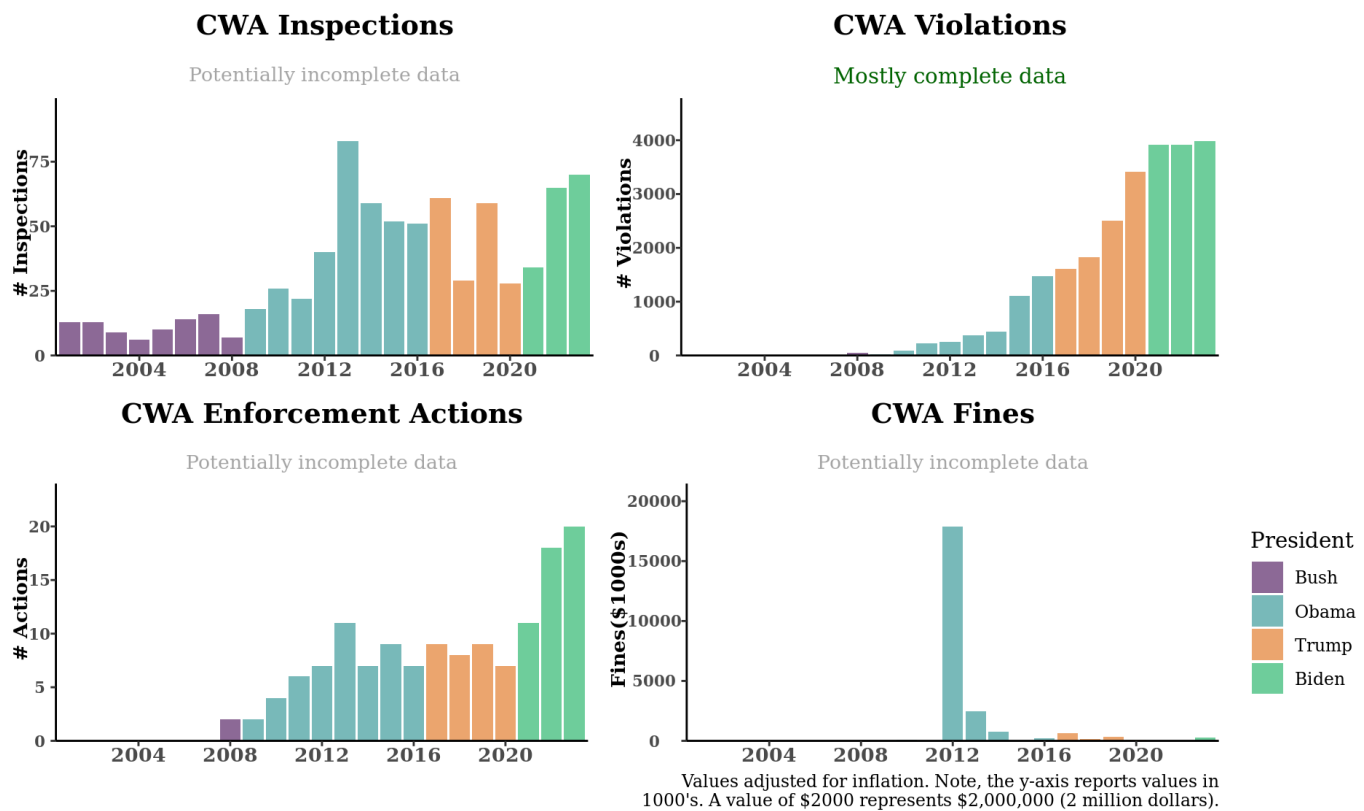 CWA Inspections
Potentially incomplete data
# Inspections
75
50
25
0
2004 2008 2012 2016 2020
CWA Violations
Mostly complete data
# Violations
4000
3000
2000
1000
0
2004 2008 2012 2016 2020
CWA Enforcement Actions
Potentially incomplete data
# Actions
20
15
10
5
0
2004 2008 2012 2016 2020
CWA Fines
Potentially incomplete data
Fines($1000s)
20000
15000
10000
5000
0
2004 2008 2012 2016 2020
President
Bush
Obama
Trump
Biden
Values adjusted for inflation. Note, the y-axis reports values in
1000's. A value of $2000 represents $2,000,000 (2 million dollars).